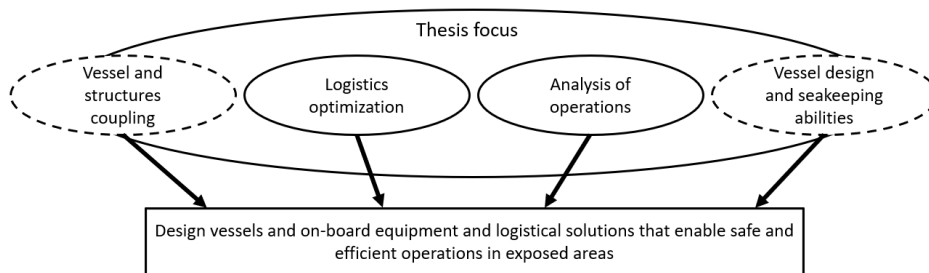 Thesis focus
Vessel and
structures
coupling
Logistics
optimization
Analysis of
operations
Vessel design
and seakeeping
abilities
Design vessels and on-board equipment and logistical solutions that enable safe and
efficient operations in exposed areas